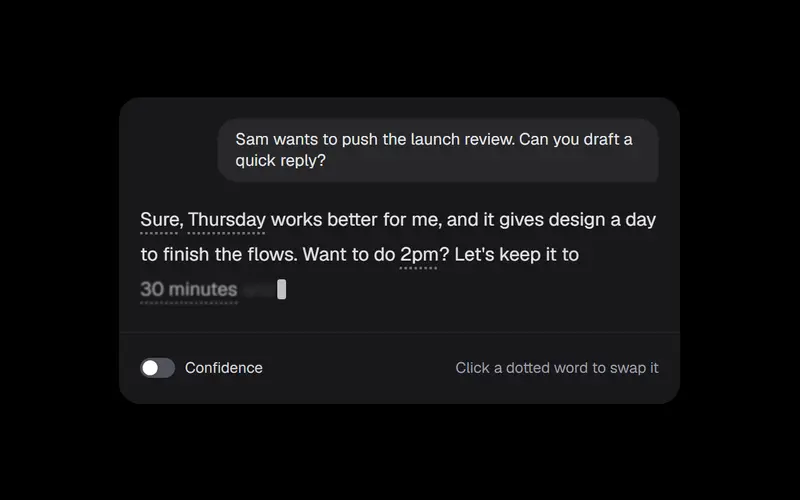 Sam wants to push the launch review. Can you draft a
quick reply?
Sure, Thursday works better for me, and it gives design a day
to finish the flows. Want to do 2pm? Let's keep it to
30 minutes
Confidence
Click a dotted word to swap it